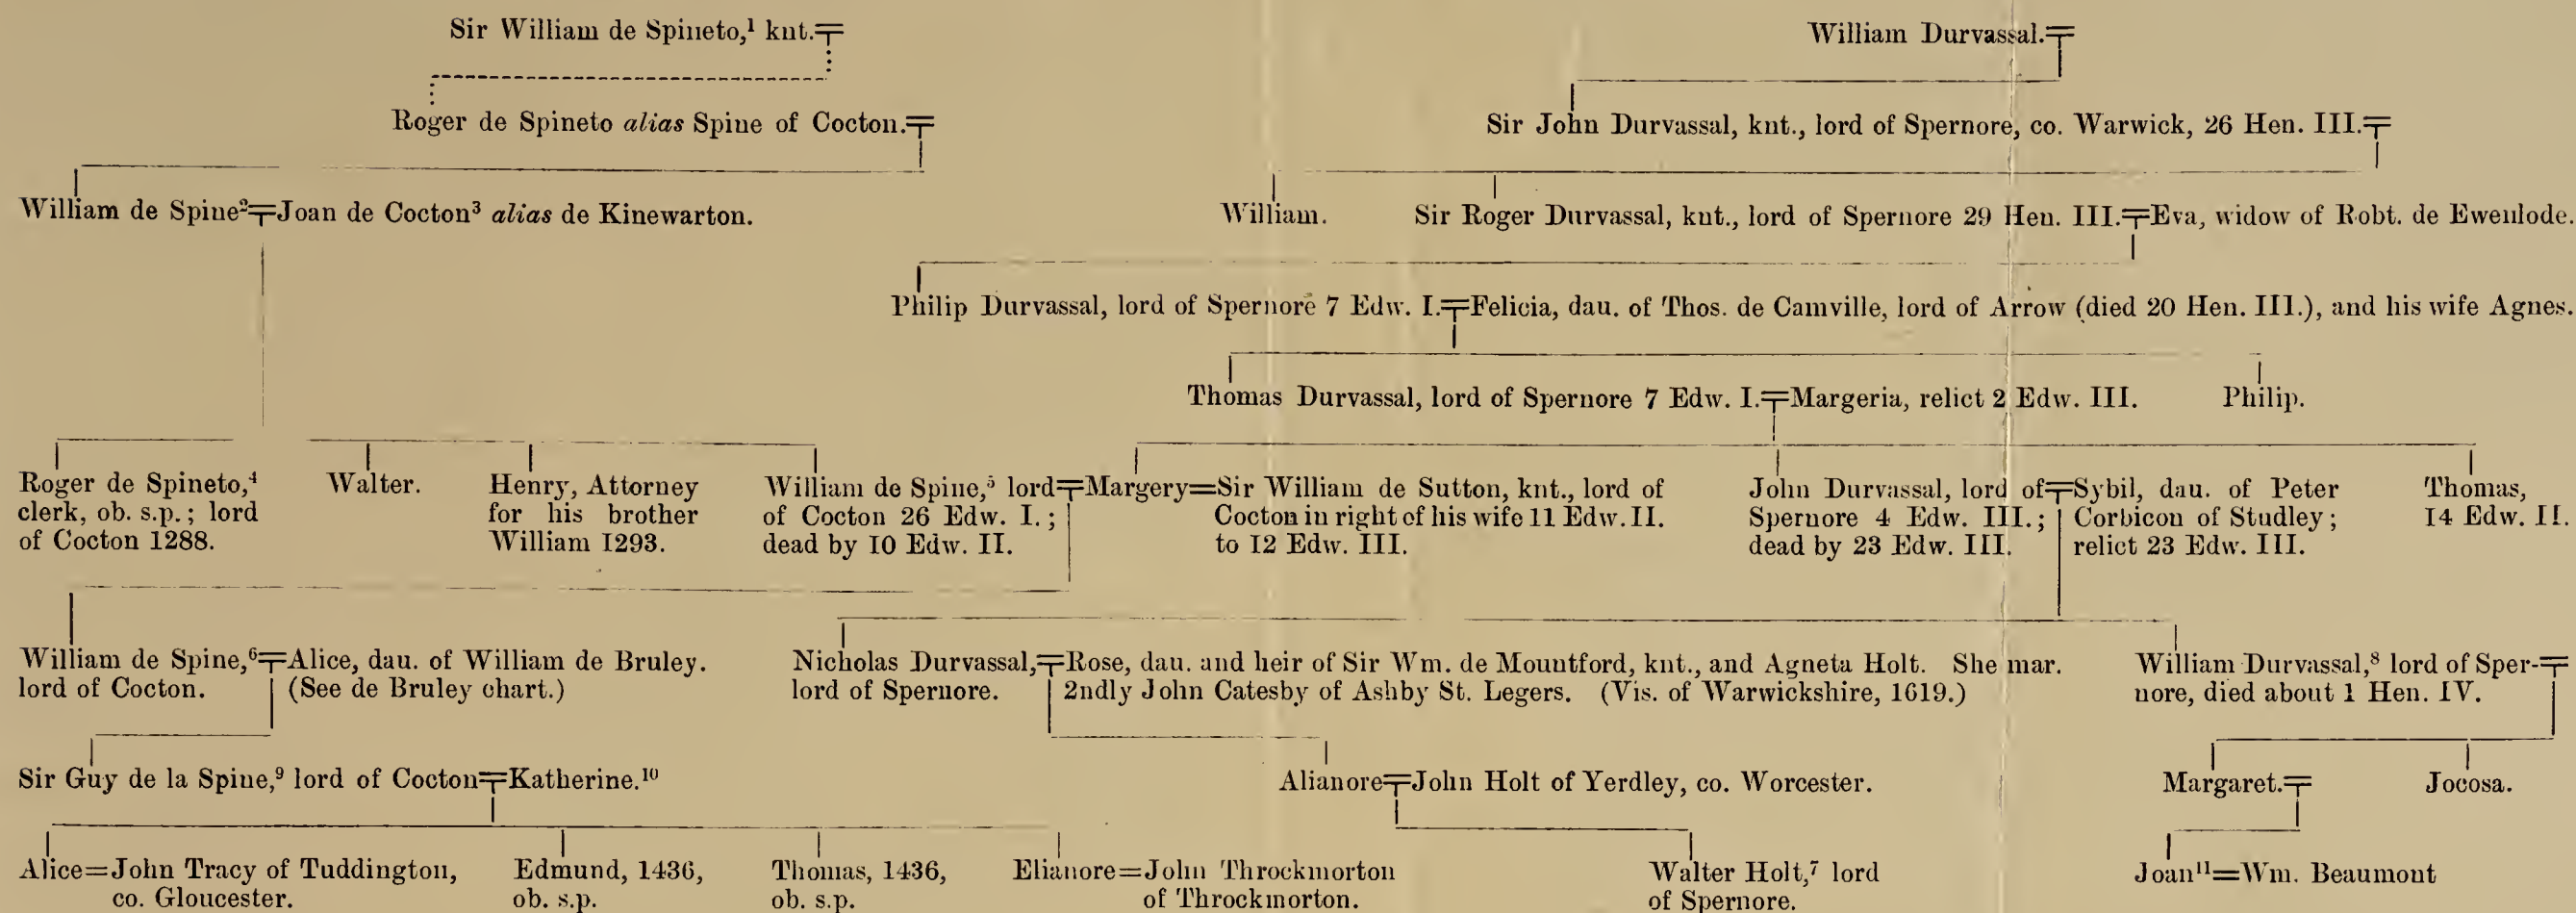 Sir William de Spineto,¹ knt.
William Durvassal.
Roger de Spineto alias Spine of Cocton.
Sir John Durvassal, knt., lord of Spernore, co. Warwick, 26 Hen. III.
William de Spine²=Joan de Cocton³ alias de Kinewarton.
William.
Sir Roger Durvassal, knt., lord of Spernore 29 Hen. III.=Eva, widow of Robt. de Ewenlode.
Philip Durvassal, lord of Spernore 7 Edw. I.=Felicia, dau. of Thos. de Camville, lord of Arrow (died 20 Hen. III.), and his wife Agnes.
Thomas Durvassal, lord of Spernore 7 Edw. I.=Margeria, relict 2 Edw. III.
Philip.
Roger de Spineto,⁴
clerk, ob. s.p.; lord
of Cocton 1288.
Walter.
Henry, Attorney
for his brother
William 1293.
William de Spine,⁵ lord
of Cocton 26 Edw. I.;
dead by 10 Edw. II.
=Margery=
Sir William de Sutton, knt., lord of
Cocton in right of his wife 11 Edw. II.
to 12 Edw. III.
John Durvassal, lord of
Spernore 4 Edw. III.;
dead by 23 Edw. III.
=Sybil, dau. of Peter
Corbicon of Studley;
relict 23 Edw. III.
Thomas,
14 Edw. II.
William de Spine,⁶
lord of Cocton.
=Alice, dau. of William de Bruley.
(See de Bruley chart.)
Nicholas Durvassal,
lord of Spernore.
=Rose, dau. and heir of Sir Wm. de Mountford, knt., and Agneta Holt. She mar.
2ndly John Catesby of Ashby St. Legers. (Vis. of Warwickshire, 1619.)
William Durvassal,⁸ lord of Sper-
nore, died about 1 Hen. IV.
Sir Guy de la Spine,⁹ lord of Cocton=Katherine.¹⁰
Alianore=John Holt of Yerdley, co. Worcester.
Margaret.
Jocosa.
Alice=John Tracy of Tuddington,
co. Gloucester.
Edmund, 1436,
ob. s.p.
Thomas, 1436,
ob. s.p.
Elianore=John Throckmorton
of Throckmorton.
Walter Holt,⁷ lord
of Spernore.
Joan¹¹=Wm. Beaumont